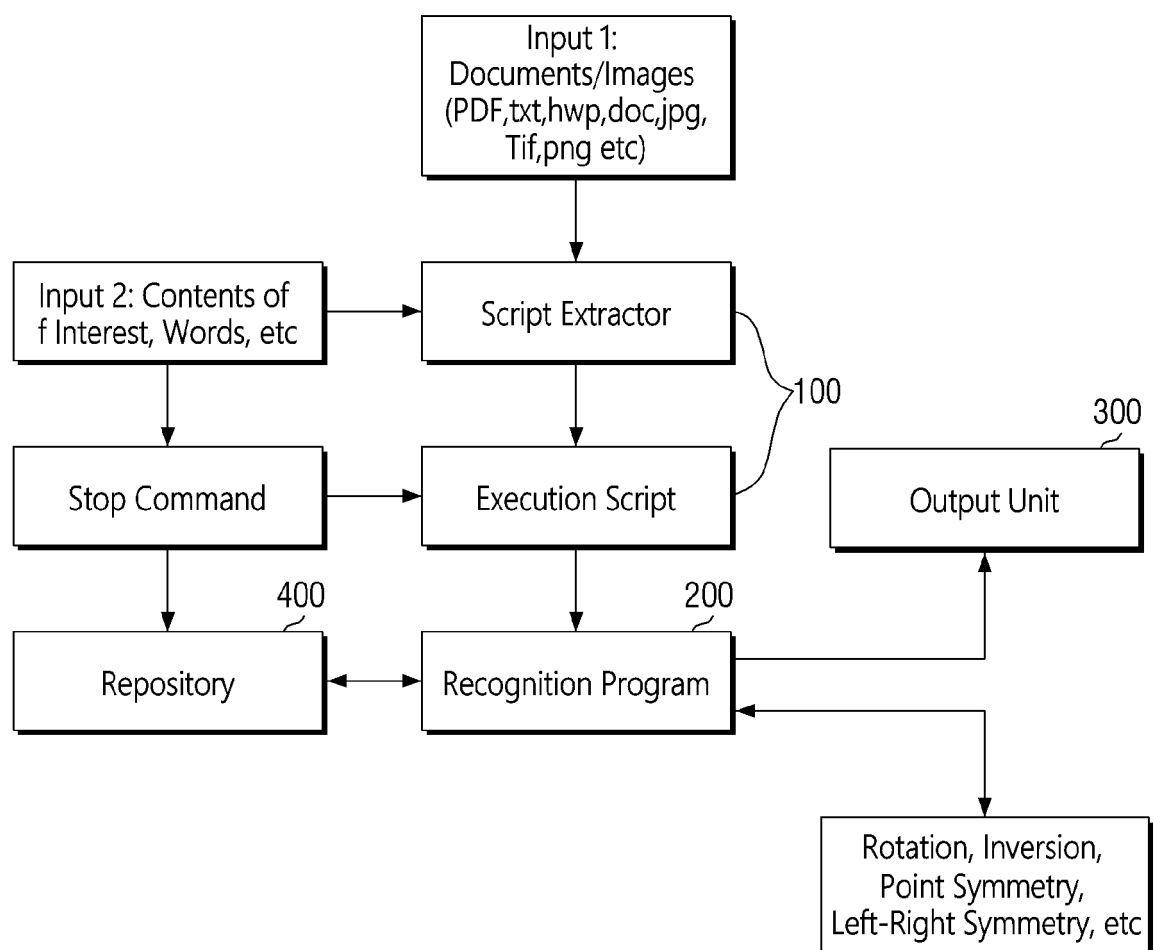 Input 1:
Documents/Images
(PDF,txt,hwp,doc,jpg,
Tif,png etc)
Input 2: Contents of
f Interest, Words, etc
Script Extractor
100
300
Stop Command
Execution Script
Output Unit
400
200
Repository
Recognition Program
Rotation, Inversion,
Point Symmetry,
Left-Right Symmetry, etc